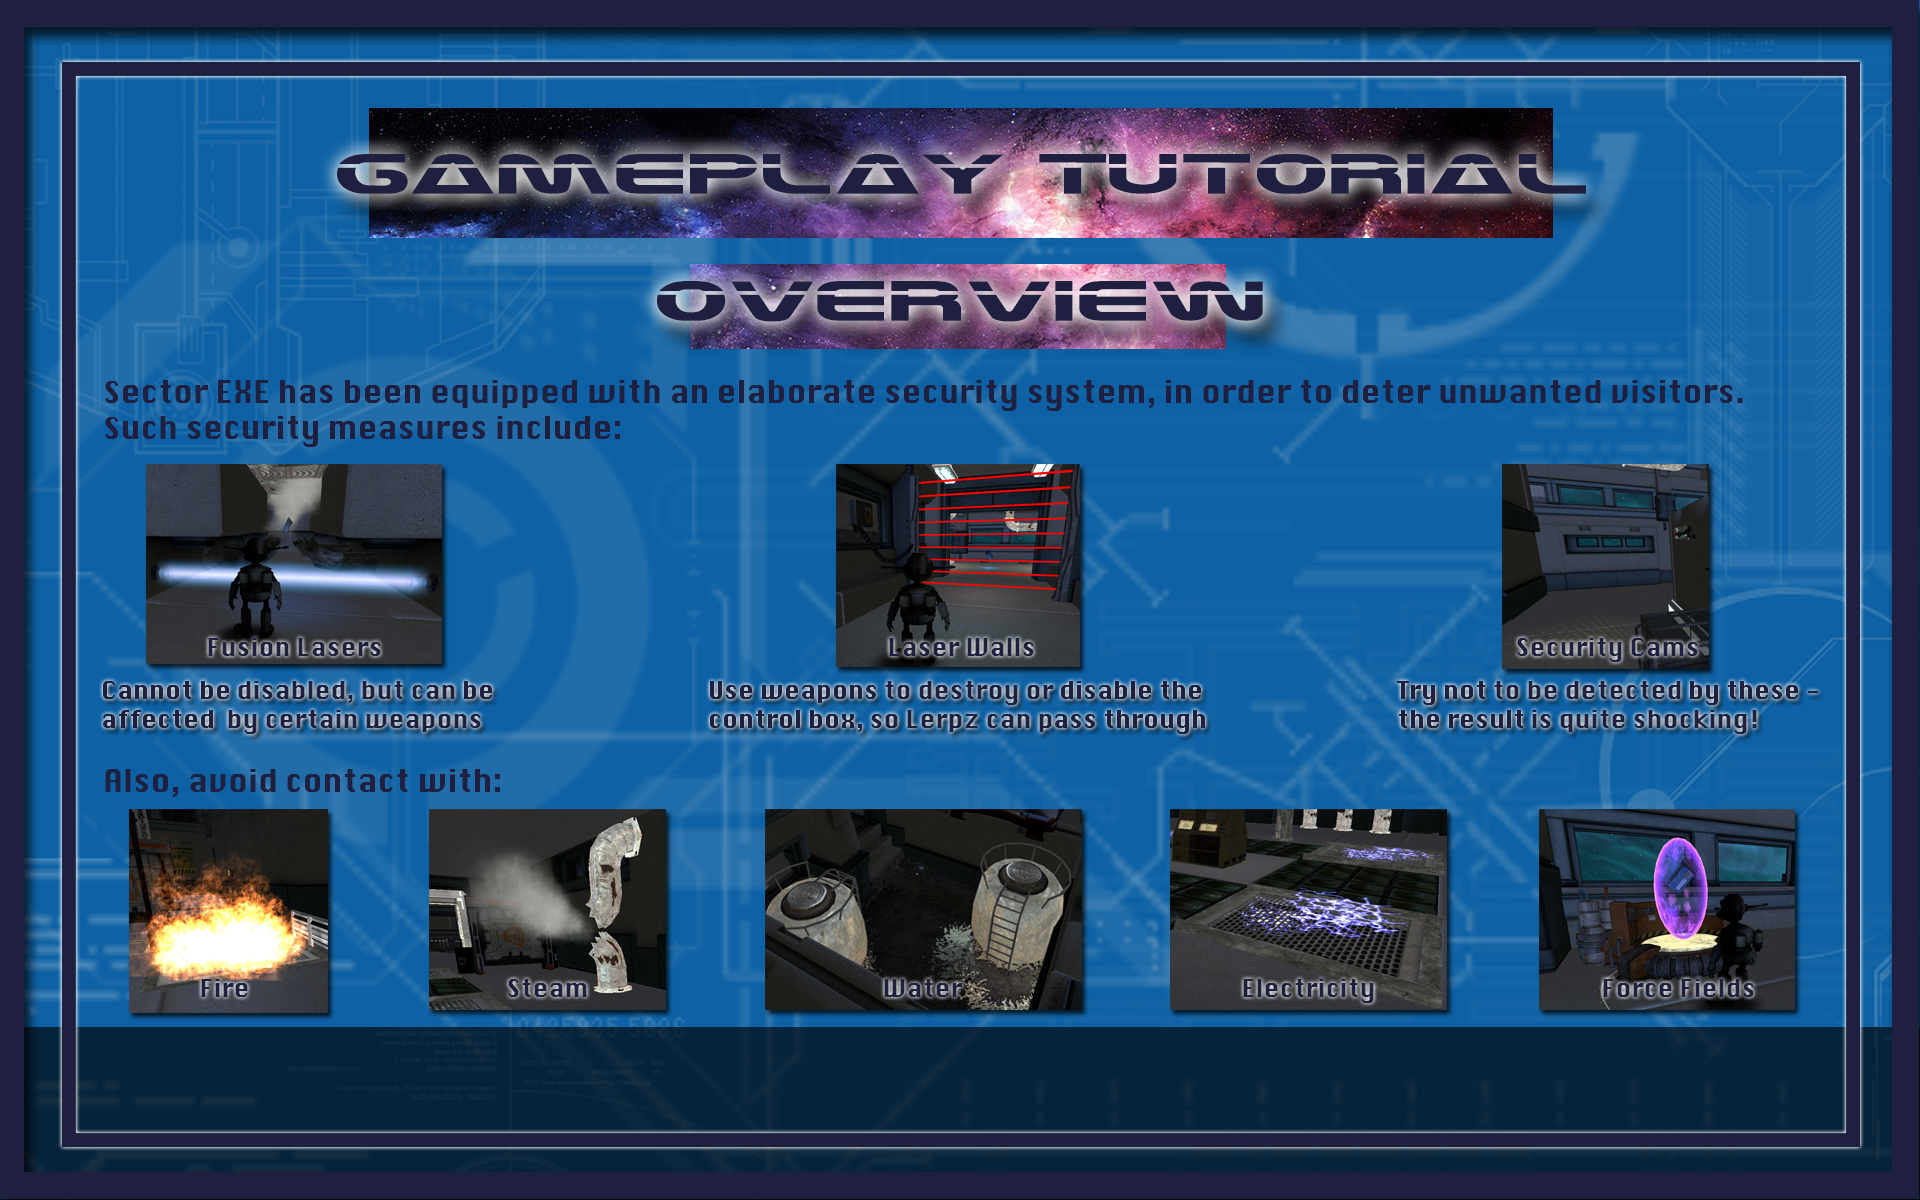 GAMEPLAY TUTORIAL
OVERVIEW
Sector EXE has been equipped with an elaborate security system, in order to deter unwanted visitors.
Such security measures include:
Fusion Lasers
Cannot be disabled, but can be
affected by certain weapons
Laser Walls
Use weapons to destroy or disable the
control box, so Lerpz can pass through
Security Cams
Try not to be detected by these -
the result is quite shocking!
Also, avoid contact with:
Fire
Steam
Water
Electricity
Force Fields